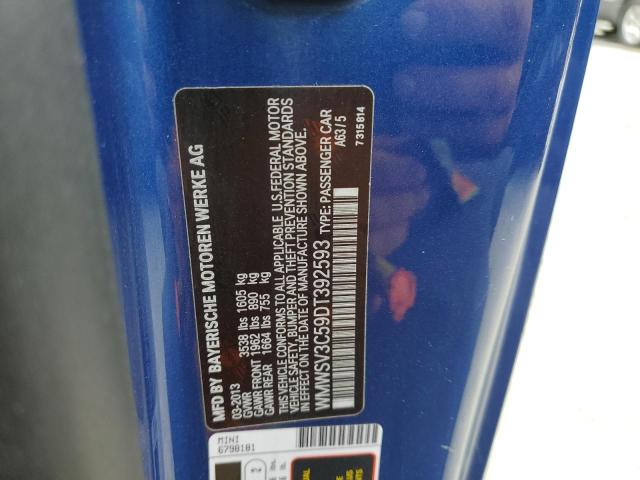 MFD BY BAYERISCHE MOTOREN WERKE AG
03-2013
GVWR 3538 lbs 1605 kg
GAWR FRONT 1962 lbs 890 kg
GAWR REAR 1664 lbs 755 kg
THIS VEHICLE CONFORMS TO ALL APPLICABLE U.S.FEDERAL MOTOR
VEHICLE SAFETY, BUMPER AND THEFT PREVENTION STANDARDS
IN EFFECT ON THE DATE OF MANUFACTURE SHOWN ABOVE.
WMWSV3C59DT392593 TYPE: PASSENGER CAR
A63/5
7315814
MINI
6798181
2